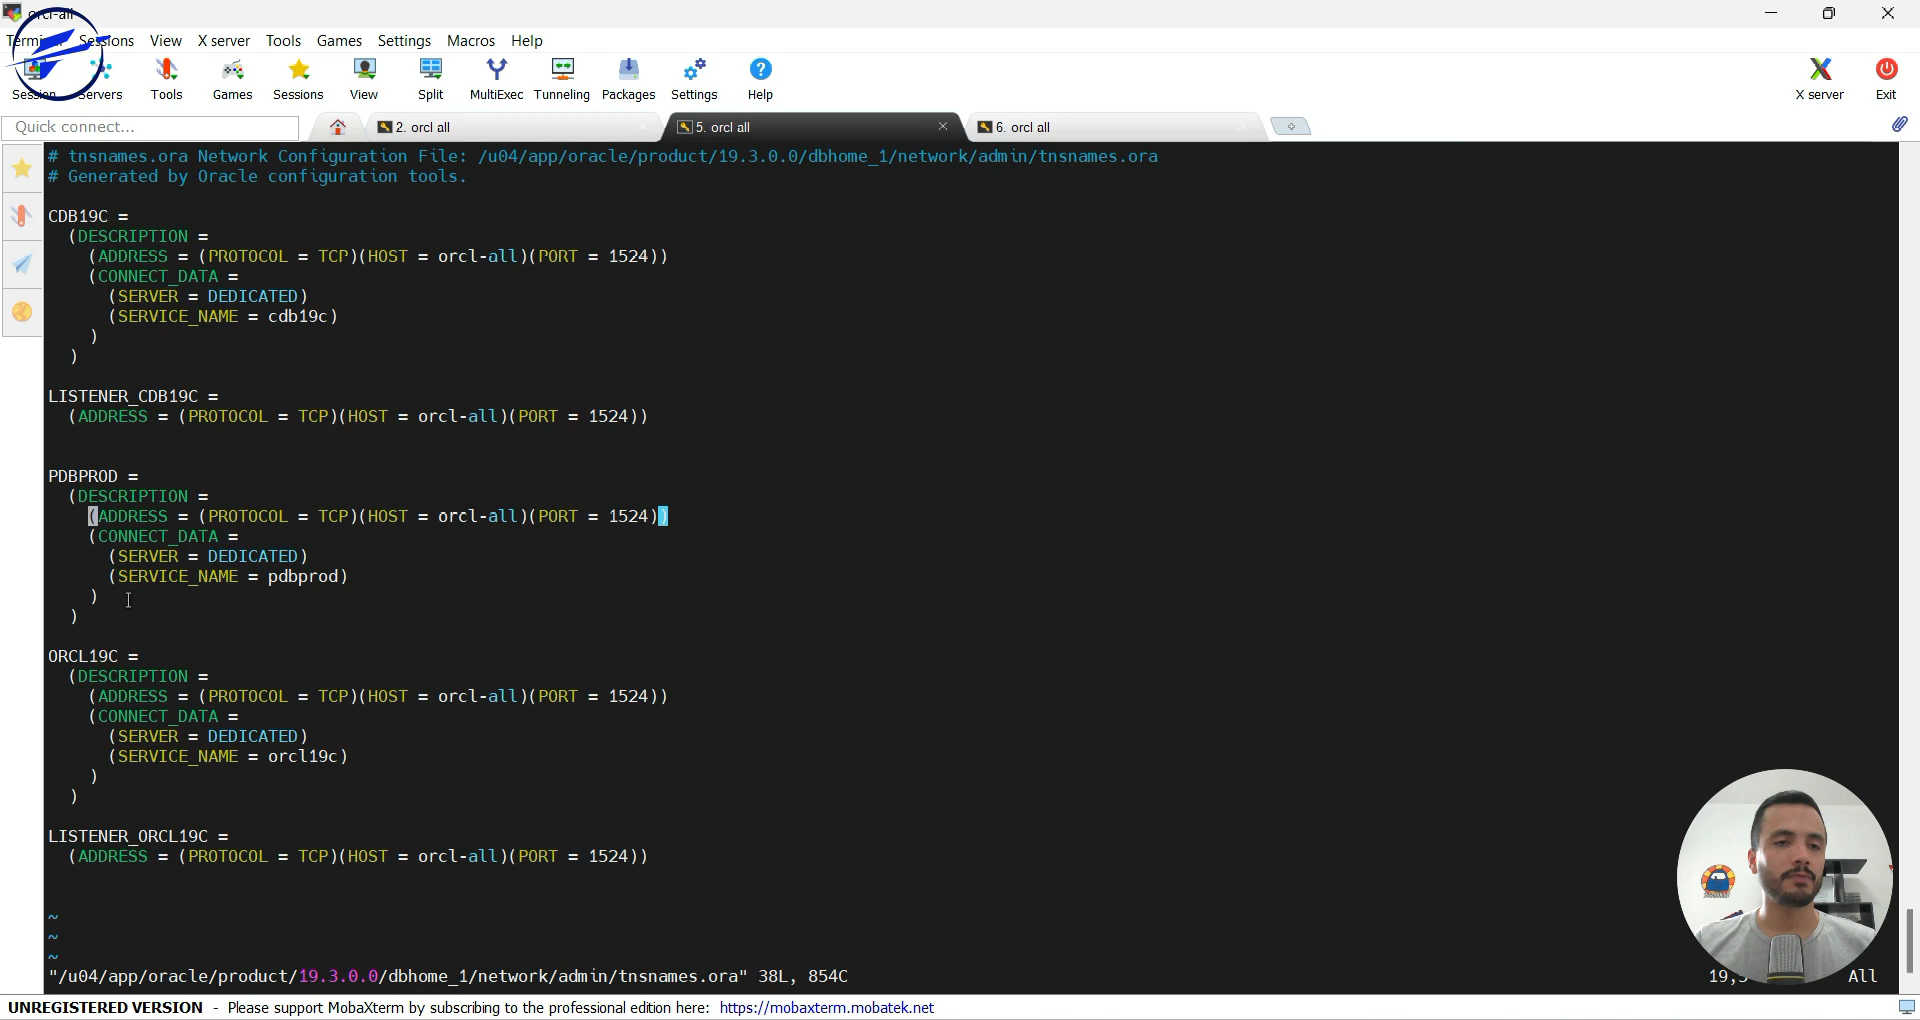 orcl-all
Terminal Sessions View X server Tools Games Settings Macros Help
Session Servers Tools Games Sessions View Split MultiExec Tunneling Packages Settings Help X server Exit
Quick connect... 2. orcl all 5. orcl all 6. orcl all
# tnsnames.ora Network Configuration File: /u04/app/oracle/product/19.3.0.0/dbhome_1/network/admin/tnsnames.ora
# Generated by Oracle configuration tools.
CDB19C =
(DESCRIPTION =
(ADDRESS = (PROTOCOL = TCP)(HOST = orcl-all)(PORT = 1524))
(CONNECT_DATA =
(SERVER = DEDICATED)
(SERVICE_NAME = cdb19c)
)
)
LISTENER_CDB19C =
(ADDRESS = (PROTOCOL = TCP)(HOST = orcl-all)(PORT = 1524))
PDBPROD =
(DESCRIPTION =
(ADDRESS = (PROTOCOL = TCP)(HOST = orcl-all)(PORT = 1524))
(CONNECT_DATA =
(SERVER = DEDICATED)
(SERVICE_NAME = pdbprod)
)
)
ORCL19C =
(DESCRIPTION =
(ADDRESS = (PROTOCOL = TCP)(HOST = orcl-all)(PORT = 1524))
(CONNECT_DATA =
(SERVER = DEDICATED)
(SERVICE_NAME = orcl19c)
)
)
LISTENER_ORCL19C =
(ADDRESS = (PROTOCOL = TCP)(HOST = orcl-all)(PORT = 1524))
~
~
~
"/u04/app/oracle/product/19.3.0.0/dbhome_1/network/admin/tnsnames.ora" 38L, 854C All
UNREGISTERED VERSION - Please support MobaXterm by subscribing to the professional edition here: https://mobaxterm.mobatek.net